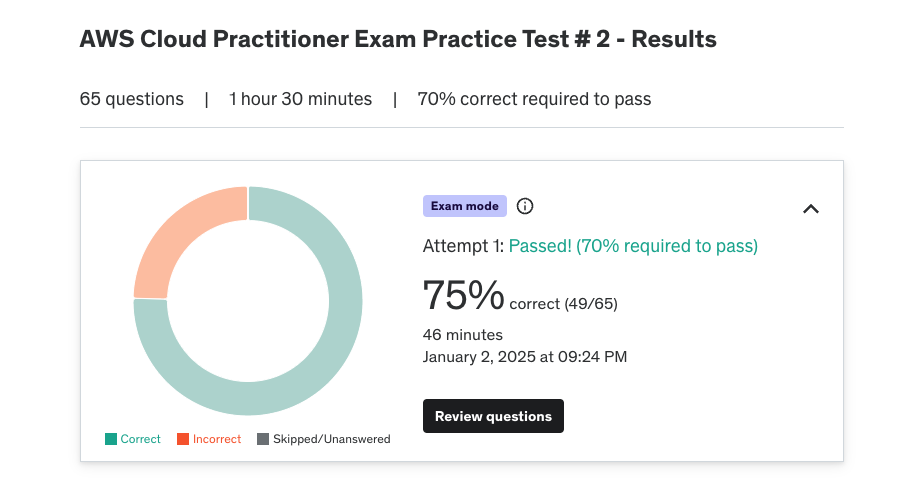 AWS Cloud Practitioner Exam Practice Test # 2 - Results
65 questions | 1 hour 30 minutes | 70% correct required to pass
Exam mode
Attempt 1: Passed! (70% required to pass)
75% correct (49/65)
46 minutes
January 2, 2025 at 09:24 PM
Review questions
Correct Incorrect Skipped/Unanswered